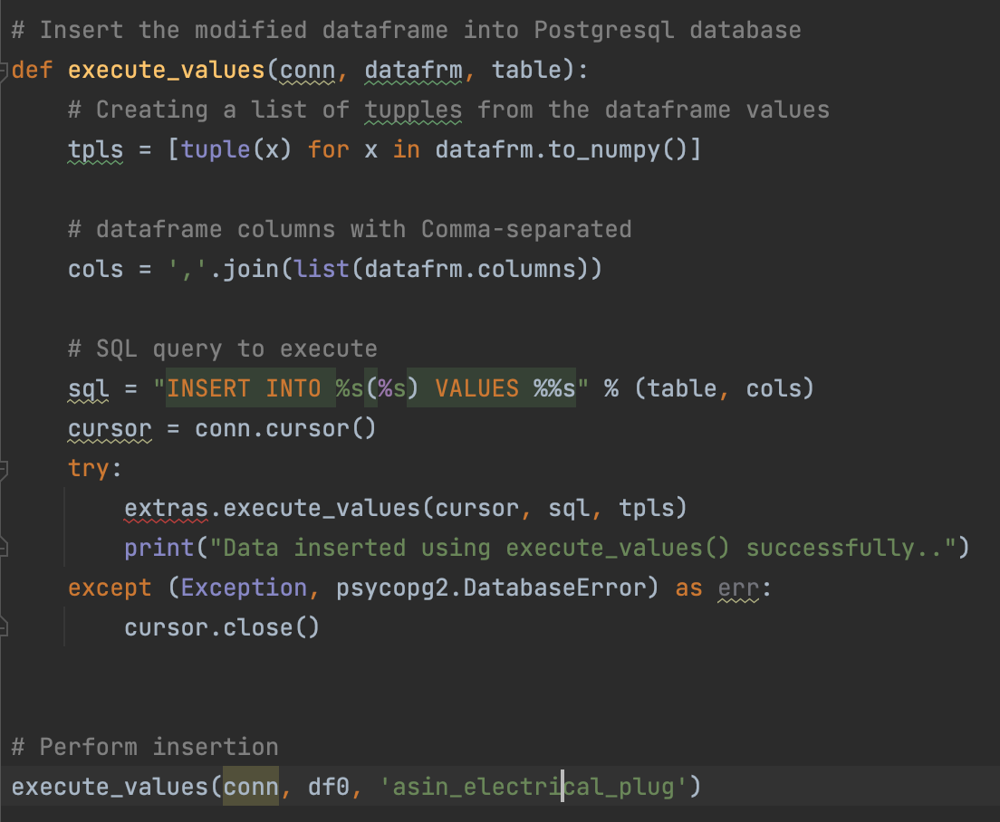 # Insert the modified dataframe into Postgresql database
def execute_values(conn, datafrm, table):
    # Creating a list of tupples from the dataframe values
    tpls = [tuple(x) for x in datafrm.to_numpy()]

    # dataframe columns with Comma-separated
    cols = ','.join(list(datafrm.columns))

    # SQL query to execute
    sql = "INSERT INTO %s(%s) VALUES %%s" % (table, cols)
    cursor = conn.cursor()
    try:
        extras.execute_values(cursor, sql, tpls)
        print("Data inserted using execute_values() successfully..")
    except (Exception, psycopg2.DatabaseError) as err:
        cursor.close()


# Perform insertion
execute_values(conn, df0, 'asin_electrical_plug')